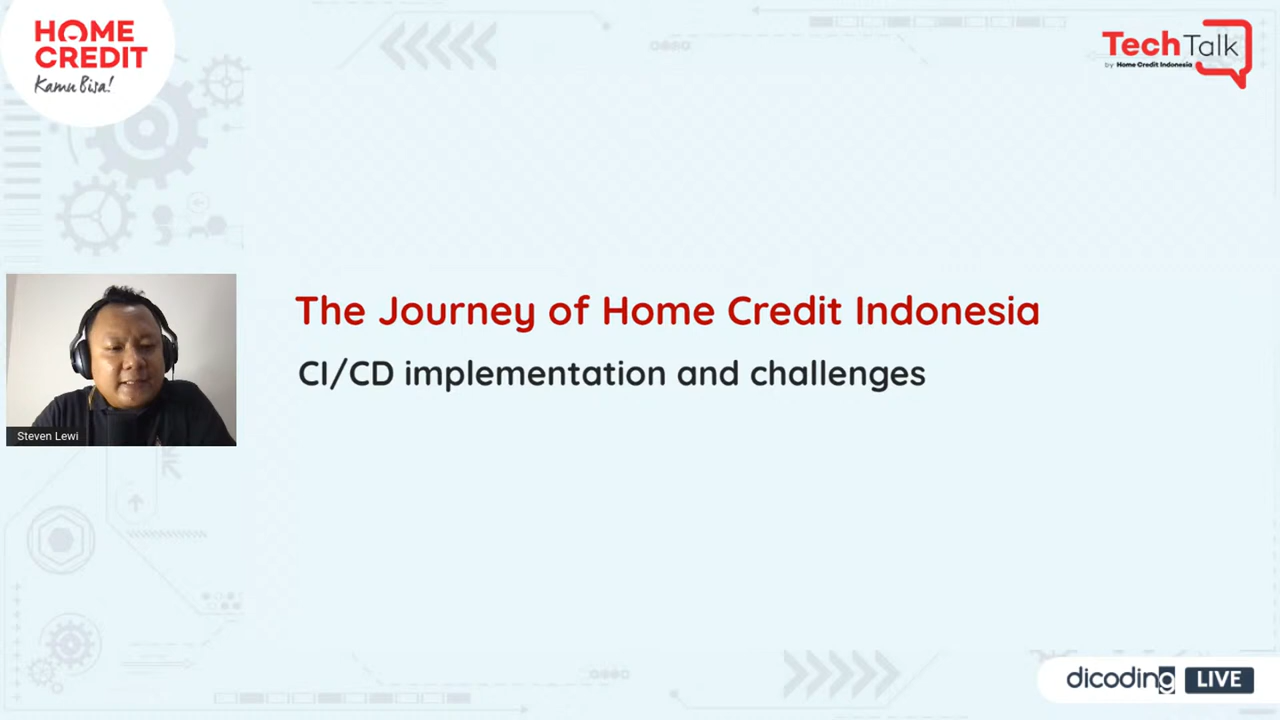 HOME
CREDIT
Kamu Bisa!
TechTalk
by Home Credit Indonesia
The Journey of Home Credit Indonesia
CI/CD implementation and challenges
Steven Lewi
dicoding LIVE